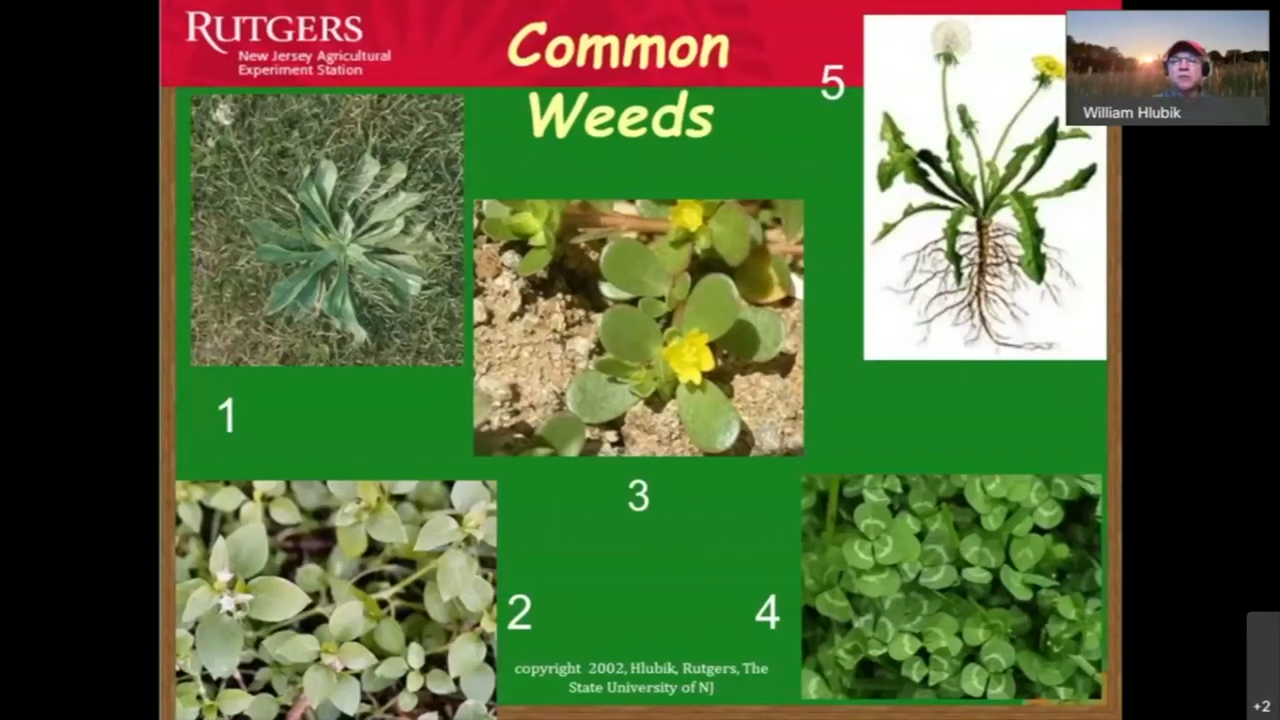 RUTGERS
New Jersey Agricultural
Experiment Station
Common
Weeds
5
William Hlubik
1
3
2
4
copyright 2002, Hlubik, Rutgers, The
State University of NJ
+2